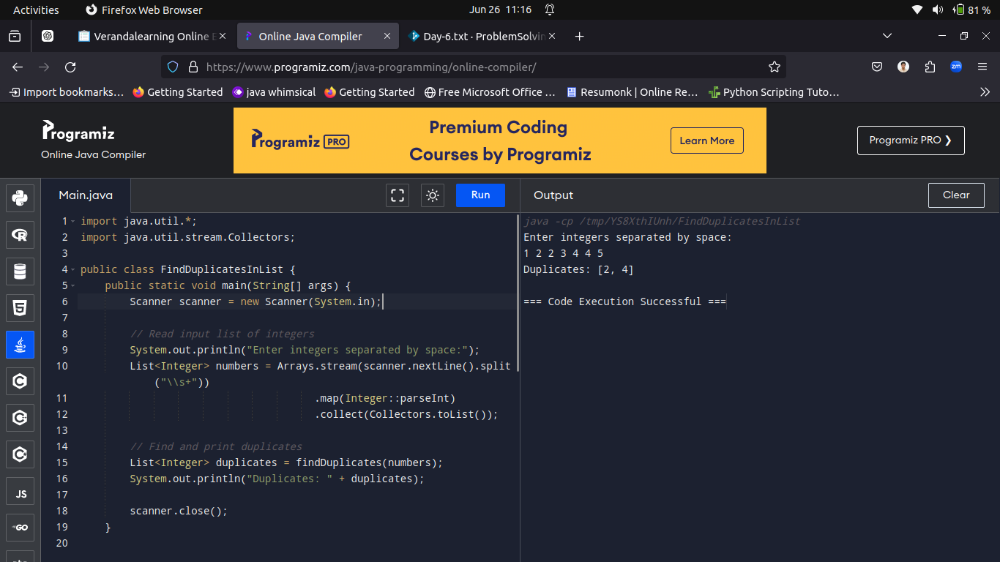 Activities
Firefox Web Browser
Jun 26 11:16
81 %
Verandalearning Online E
Online Java Compiler
Day-6.txt · ProblemSolvin
https://www.programiz.com/java-programming/online-compiler/
zm
Import bookmarks...
Getting Started
java whimsical
Getting Started
Free Microsoft Office ...
Resumonk | Online Re...
Python Scripting Tuto...
Programiz
Online Java Compiler
Programiz PRO
Premium Coding
Courses by Programiz
Learn More
Programiz PRO ❯
Main.java
Run
Output
Clear
R
5
C
C
C
JS
GO
1 import java.util.*;
2 import java.util.stream.Collectors;
3
4 public class FindDuplicatesInList {
5 public static void main(String[] args) {
6 Scanner scanner = new Scanner(System.in);
7
8 // Read input list of integers
9 System.out.println("Enter integers separated by space:");
10 List<Integer> numbers = Arrays.stream(scanner.nextLine().split
("\\s+"))
11 .map(Integer::parseInt)
12 .collect(Collectors.toList());
13
14 // Find and print duplicates
15 List<Integer> duplicates = findDuplicates(numbers);
16 System.out.println("Duplicates: " + duplicates);
17
18 scanner.close();
19 }
20
java -cp /tmp/YS8XthIUnh/FindDuplicatesInList
Enter integers separated by space:
1 2 2 3 4 4 5
Duplicates: [2, 4]
=== Code Execution Successful ===